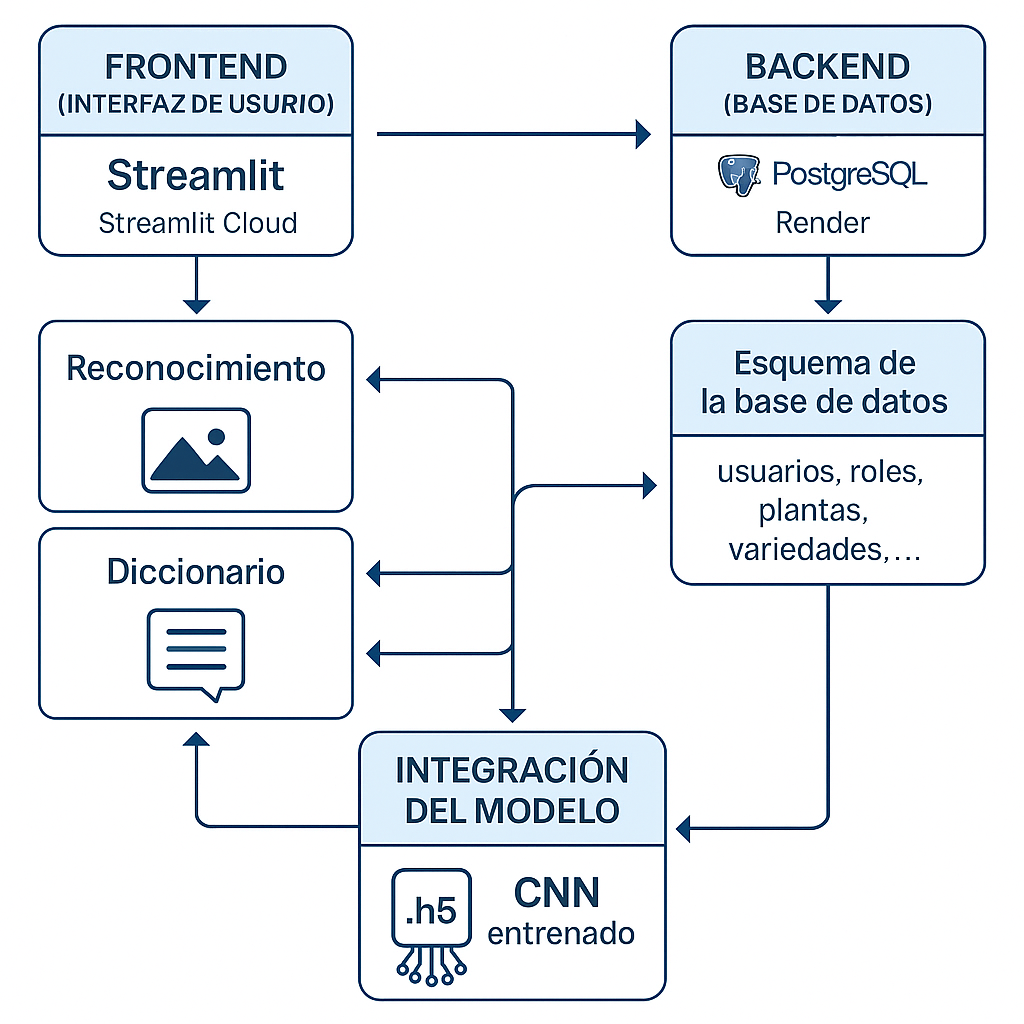 FRONTEND
(INTERFAZ DE USURIO)
Streamlit
Streamlit Cloud
BACKEND
(BASE DE DATOS)
PostgreSQL
Render
Reconocimiento
Esquema de
la base de datos
usuarios, roles,
plantas,
variedades,...
Diccionario
INTEGRACIÓN
DEL MODELO
.h5
CNN
entrenado